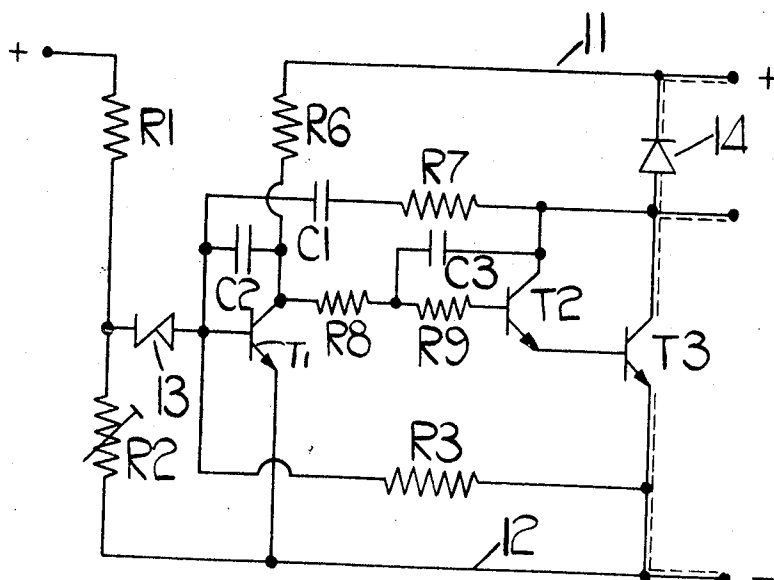 11
+
+
R1
R6
14
R7
C1
C2
C3
T2
R8
R9
T1
T3
13
R2
R3
12
–